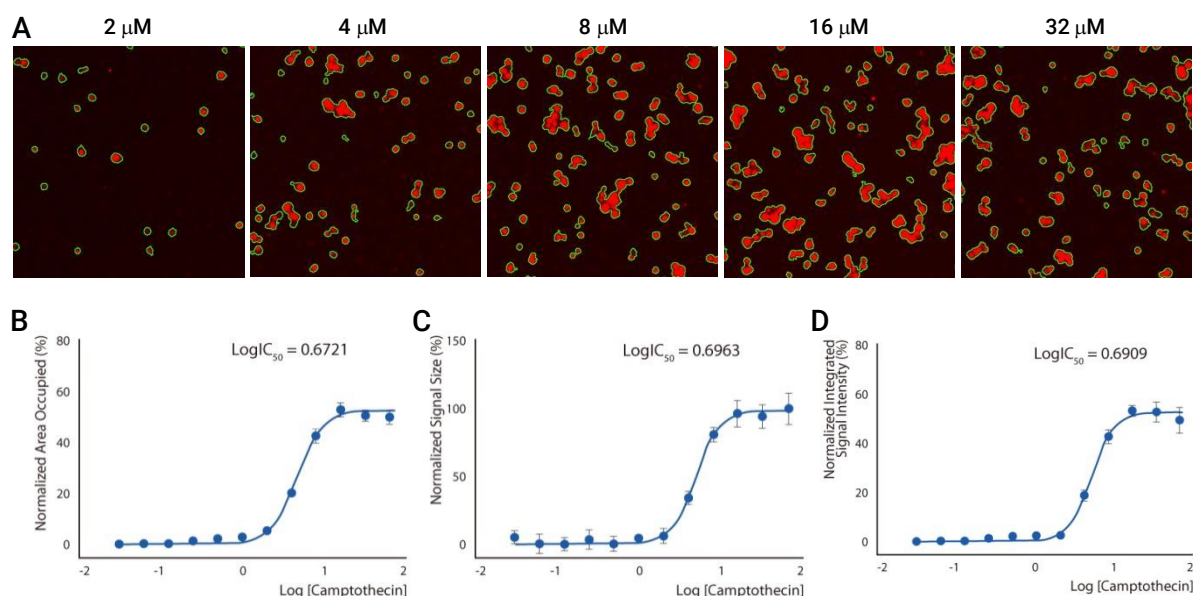 A
2 μM
4 μM
8 μM
16 μM
32 μM
B
Normalized Area Occupied (%)
80
60
40
20
0
LogIC50 = 0.6721
-2
-1
0
1
2
Log [Camptothecin]
C
Normalized Signal Size (%)
150
100
50
0
LogIC50 = 0.6963
-2
-1
0
1
2
Log [Camptothecin]
D
Normalized Integrated
Signal Intensity (%)
80
60
40
20
0
LogIC50 = 0.6909
-2
-1
0
1
2
Log [Camptothecin]